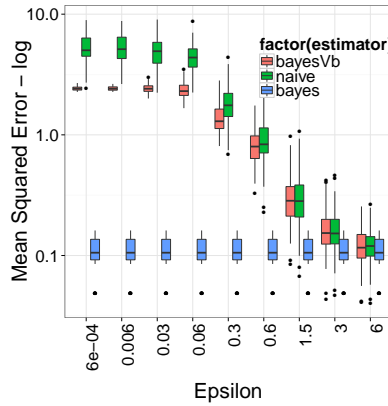 Mean Squared Error − log
10.0
1.0
0.1
factor(estimator)
bayesVb
naive
bayes
6e−04
0.006
0.03
0.06
0.3
0.6
1.5
3
6
Epsilon